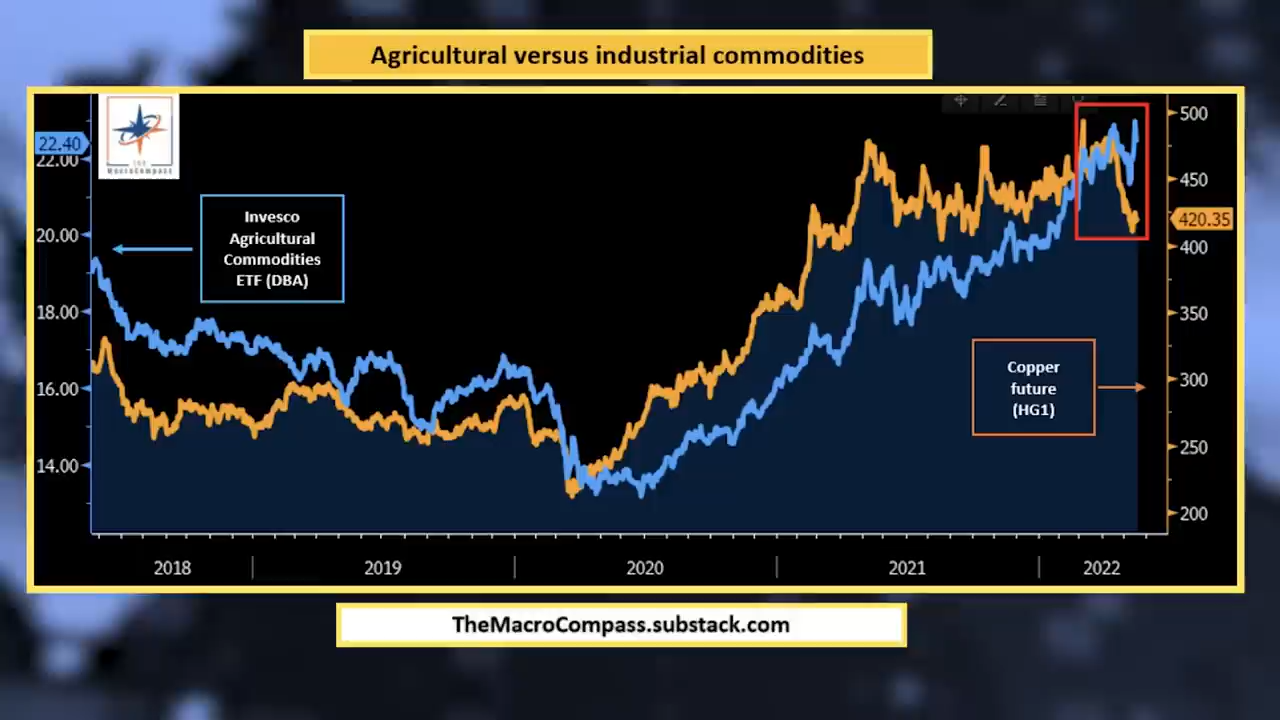 Agricultural versus industrial commodities
THE
MacroCompass
22.40
22.00
20.00
18.00
16.00
14.00
Invesco
Agricultural
Commodities
ETF (DBA)
500
450
420.35
400
350
300
250
200
Copper
future
(HG1)
2018
2019
2020
2021
2022
TheMacroCompass.substack.com